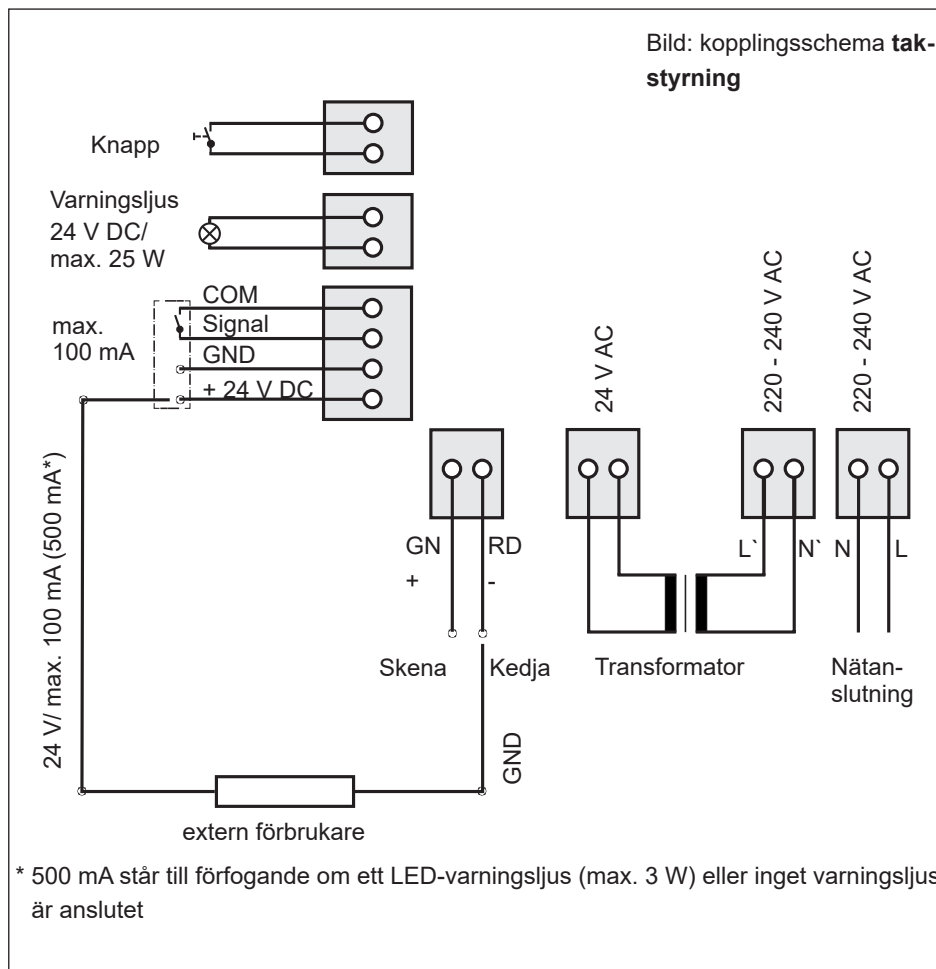 Bild: kopplingsschema tak-
styrning
Knapp
Varningsljus
24 V DC/
max. 25 W
max.
100 mA
COM
Signal
GND
+ 24 V DC
24 V AC
220 - 240 V AC
220 - 240 V AC
24 V/ max. 100 mA (500 mA*)
GN
RD
+
-
L`
N`
N
L
Skena
Kedja
Transformator
Nätan-
slutning
GND
extern förbrukare
* 500 mA står till förfogande om ett LED-varningsljus (max. 3 W) eller inget varningsljus
är anslutet